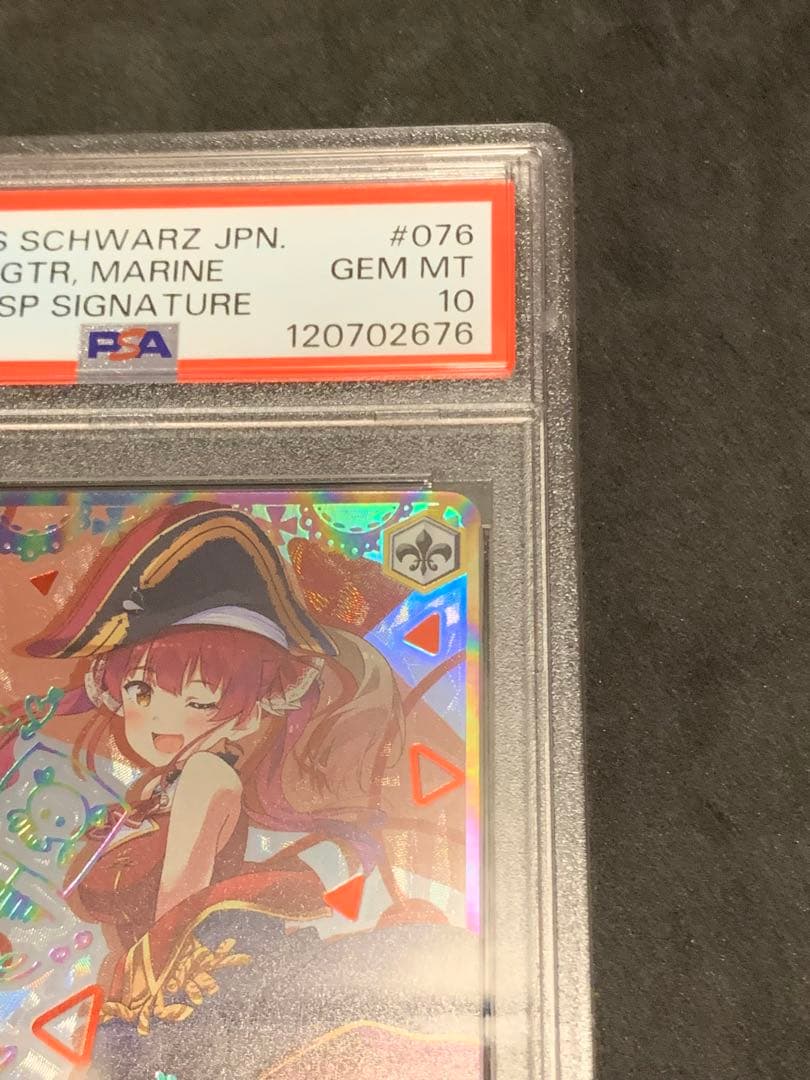 S SCHWARZ JPN. #076
GTR, MARINE GEM MT
SP SIGNATURE 10
PSA 120702676